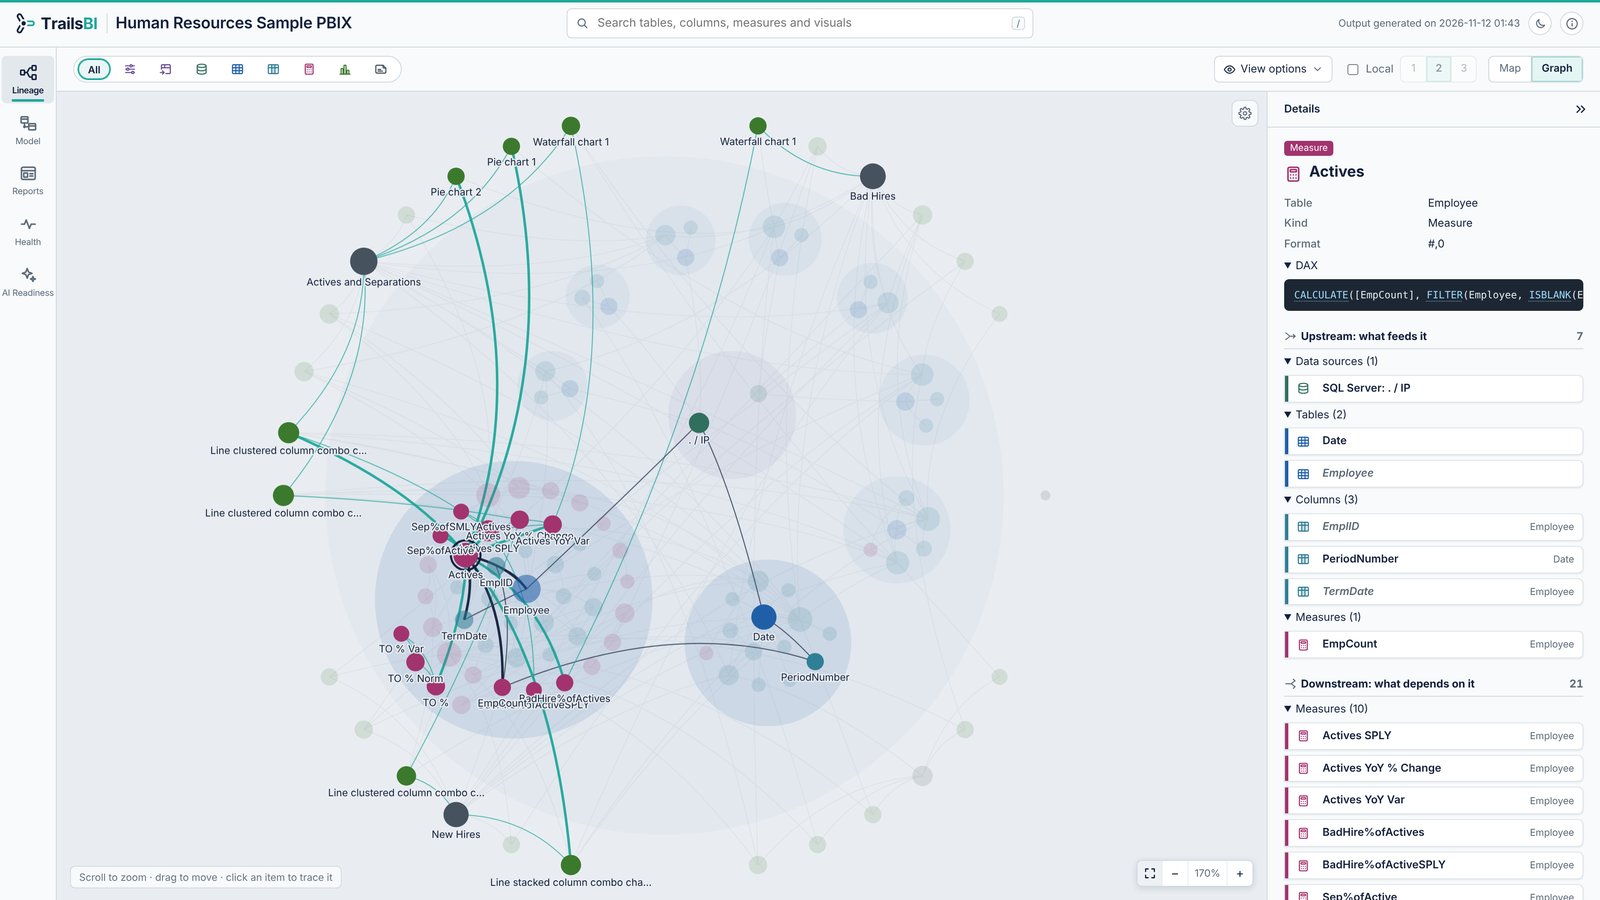 TrailsBI
Human Resources Sample PBIX
Search tables, columns, measures and visuals
/
Output generated on 2026-11-12 01:43
Lineage
Model
Reports
Health
AI Readiness
All
View options
Local
1
2
3
Map
Graph
Waterfall chart 1
Waterfall chart 1
Pie chart 1
Pie chart 2
Bad Hires
Actives and Separations
Line clustered column combo c...
Line clustered column combo c...
. / IP
Sep%ofSMLYActives
Actives YoY % Change
Actives YoY Var
Sep%ofActive
Actives
EmplID
Employee
TermDate
TO % Var
TO % Norm
TO %
EmpCount
BadHire%ofActives
Date
PeriodNumber
Line clustered column combo c...
New Hires
Line stacked column combo cha...
Scroll to zoom · drag to move · click an item to trace it
170%
Details
Measure
Actives
Table Employee
Kind Measure
Format #,0
DAX
CALCULATE([EmpCount], FILTER(Employee, ISBLANK(E
Upstream: what feeds it 7
Data sources (1)
SQL Server: . / IP
Tables (2)
Date
Employee
Columns (3)
EmplID Employee
PeriodNumber Date
TermDate Employee
Measures (1)
EmpCount Employee
Downstream: what depends on it 21
Measures (10)
Actives SPLY Employee
Actives YoY % Change Employee
Actives YoY Var Employee
BadHire%ofActives Employee
BadHire%ofActiveSPLY Employee
Sep%ofActive Employee